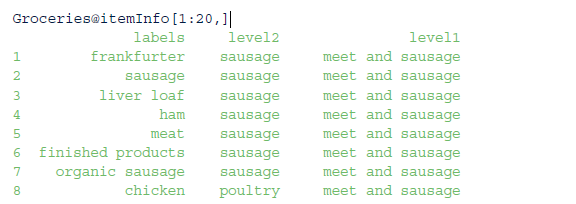 Groceries@itemInfo[1:20,]
labels level2 level1
1 frankfurter sausage meet and sausage
2 sausage sausage meet and sausage
3 liver loaf sausage meet and sausage
4 ham sausage meet and sausage
5 meat sausage meet and sausage
6 finished products sausage meet and sausage
7 organic sausage sausage meet and sausage
8 chicken poultry meet and sausage